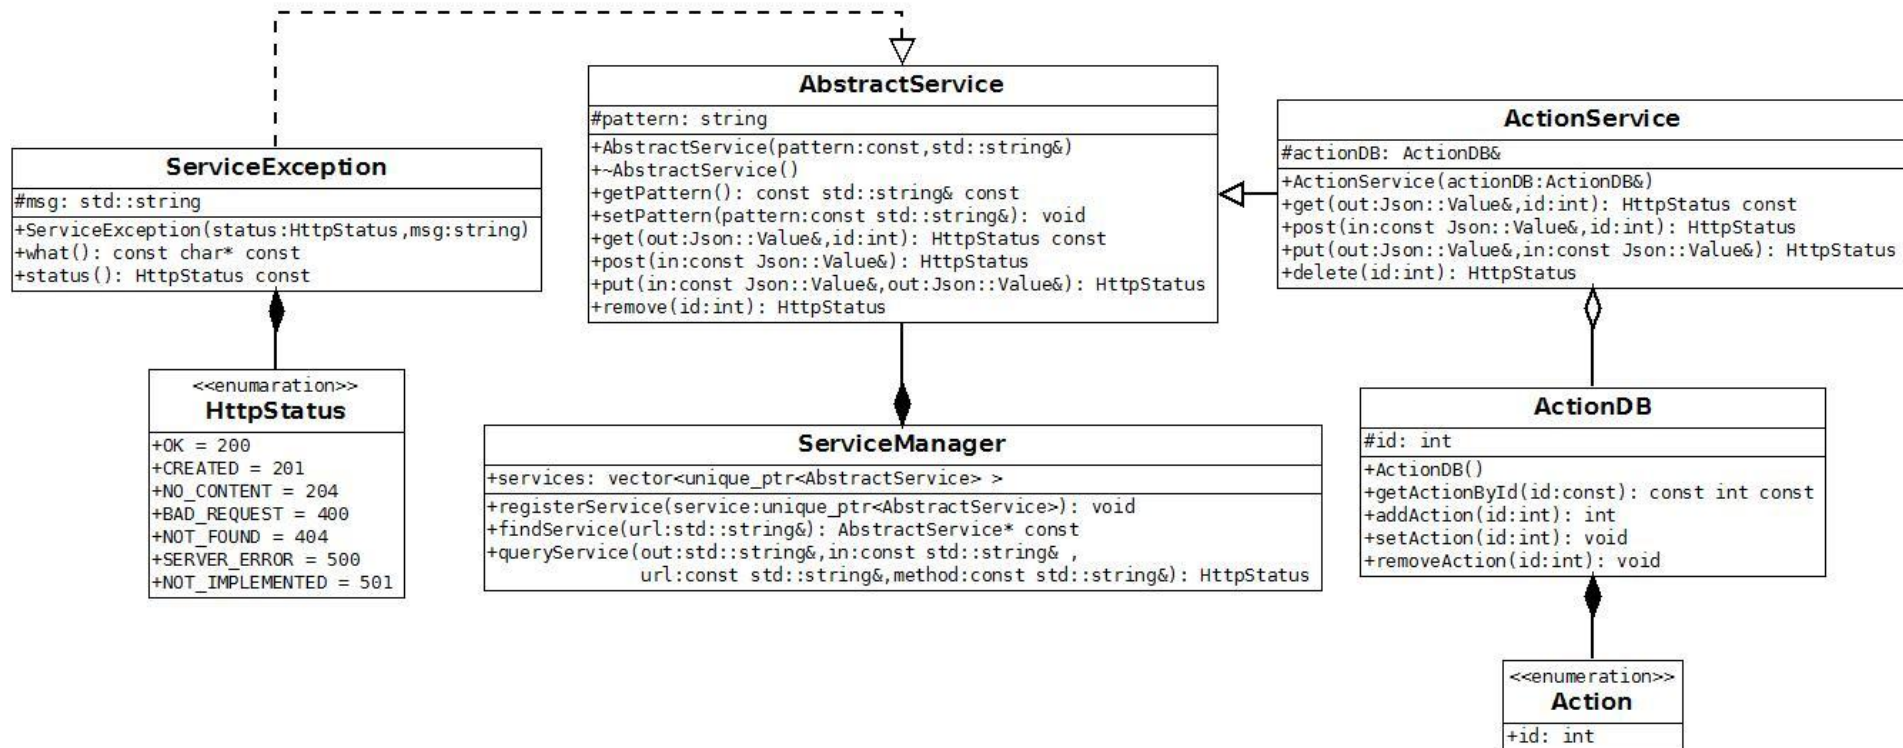 AbstractService
#pattern: string
+AbstractService(pattern:const,std::string&)
+~AbstractService()
+getPattern(): const std::string& const
+setPattern(pattern:const std::string&): void
+get(out:Json::Value&,id:int): HttpStatus const
+post(in:const Json::Value&): HttpStatus
+put(in:const Json::Value&,out:Json::Value&): HttpStatus
+remove(id:int): HttpStatus
ActionService
#actionDB: ActionDB&
+ActionService(actionDB:ActionDB&)
+get(out:Json::Value&,id:int): HttpStatus const
+post(in:const Json::Value&,id:int): HttpStatus
+put(out:Json::Value&,in:const Json::Value&): HttpStatus
+delete(id:int): HttpStatus
ServiceException
#msg: std::string
+ServiceException(status:HttpStatus,msg:string)
+what(): const char* const
+status(): HttpStatus const
<<enumaration>>
HttpStatus
+OK = 200
+CREATED = 201
+NO_CONTENT = 204
+BAD_REQUEST = 400
+NOT_FOUND = 404
+SERVER_ERROR = 500
+NOT_IMPLEMENTED = 501
ServiceManager
+services: vector<unique_ptr<AbstractService> >
+registerService(service:unique_ptr<AbstractService>): void
+findService(url:std::string&): AbstractService* const
+queryService(out:std::string&,in:const std::string& ,
url:const std::string&,method:const std::string&): HttpStatus
ActionDB
#id: int
+ActionDB()
+getActionById(id:const): const int const
+addAction(id:int): int
+setAction(id:int): void
+removeAction(id:int): void
<<enumeration>>
Action
+id: int